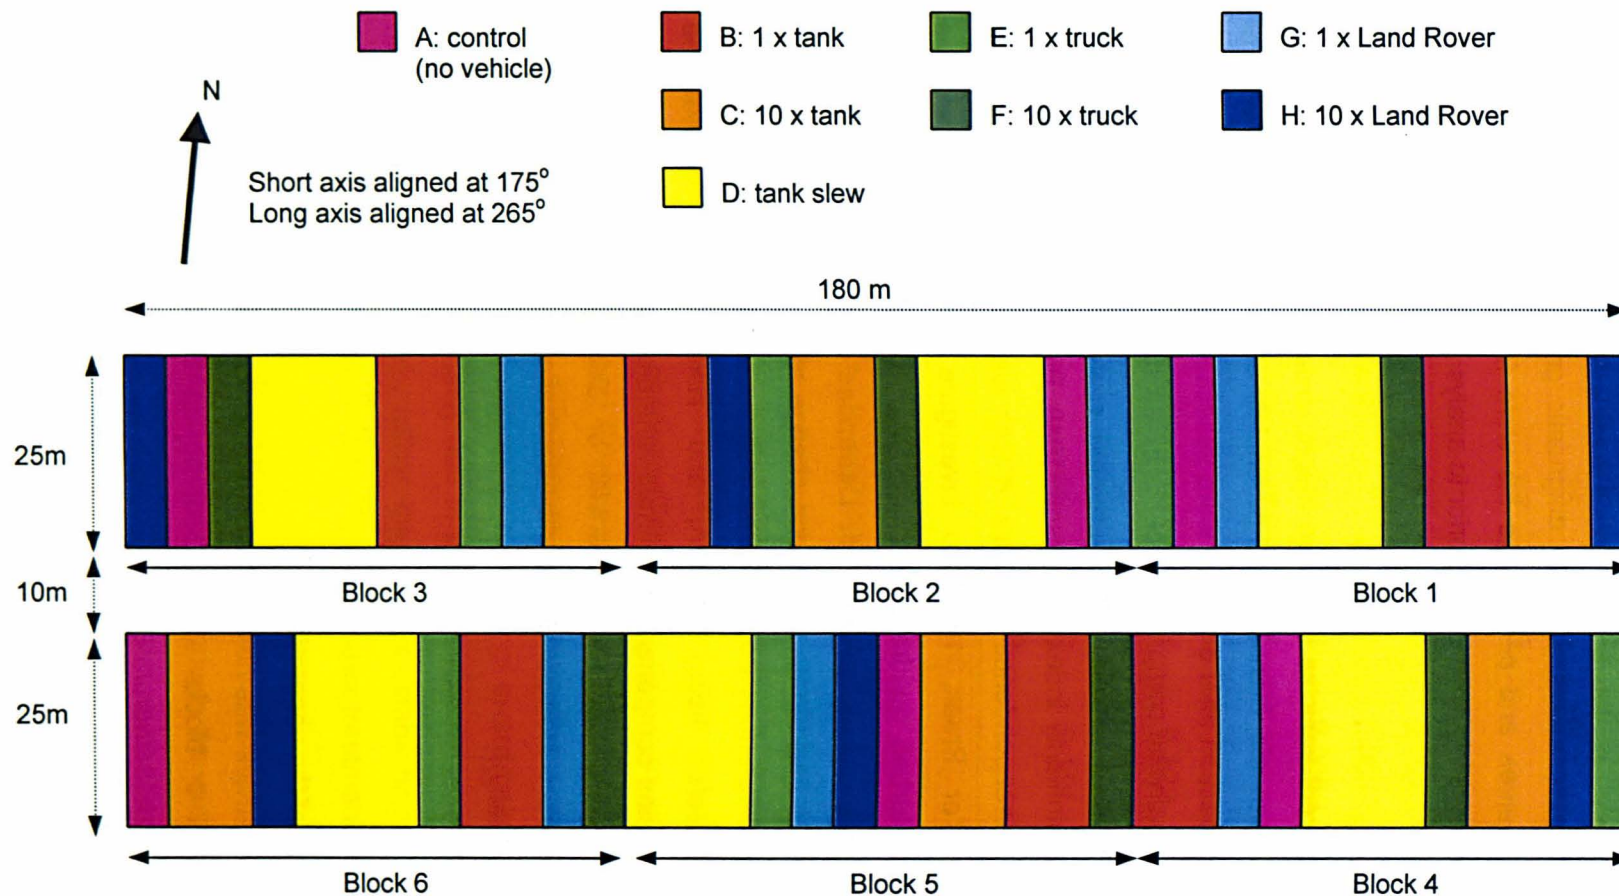 A: control
(no vehicle)
B: 1 x tank
E: 1 x truck
G: 1 x Land Rover
N
C: 10 x tank
F: 10 x truck
H: 10 x Land Rover
Short axis aligned at 175°
Long axis aligned at 265°
D: tank slew
180 m
25m
10m
Block 3
Block 2
Block 1
25m
Block 6
Block 5
Block 4